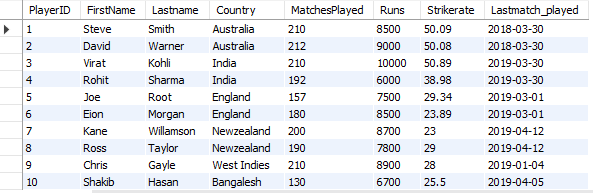 PlayerID FirstName Lastname Country MatchesPlayed Runs Strikerate Lastmatch_played
1 Steve Smith Australia 210 8500 50.09 2018-03-30
2 David Warner Australia 212 9000 50.08 2018-03-30
3 Virat Kohli India 210 10000 50.89 2019-03-30
4 Rohit Sharma India 192 6000 38.98 2019-03-30
5 Joe Root England 157 7500 29.34 2019-03-01
6 Eion Morgan England 180 8500 23.89 2019-03-01
7 Kane Willamson Newzealand 200 8700 23 2019-04-12
8 Ross Taylor Newzealand 190 7800 29 2019-04-12
9 Chris Gayle West Indies 210 8900 28 2019-01-04
10 Shakib Hasan Bangalesh 130 6700 25.5 2019-04-05